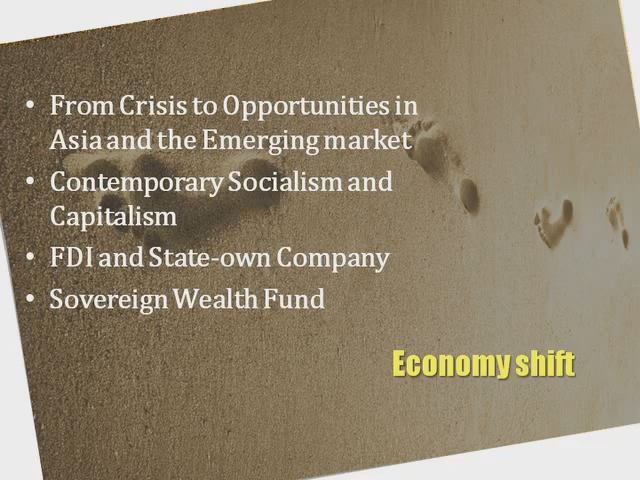 • From Crisis to Opportunities in
Asia and the Emerging market
• Contemporary Socialism and
Capitalism
• FDI and State-own Company
• Sovereign Wealth Fund
Economy shift